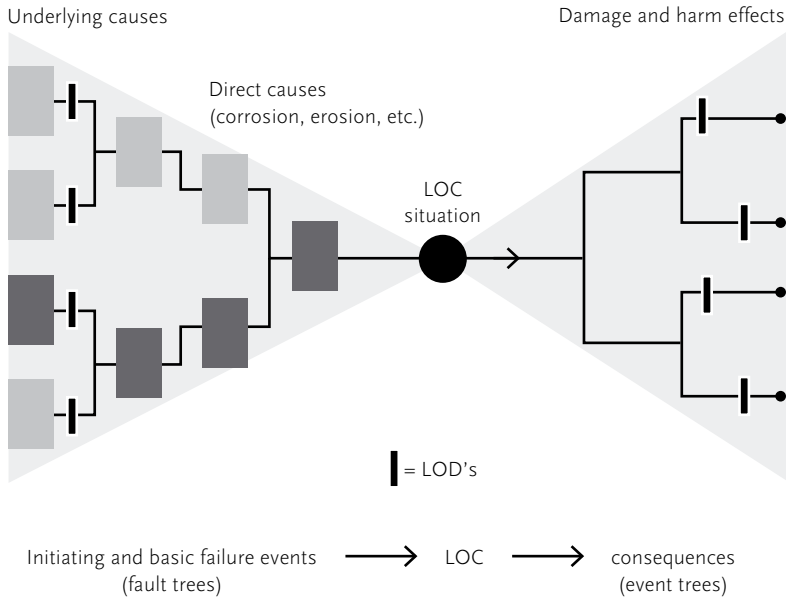 Underlying causes
Damage and harm effects
Direct causes
(corrosion, erosion, etc.)
LOC
situation
= LOD's
Initiating and basic failure events
(fault trees)
LOC
consequences
(event trees)